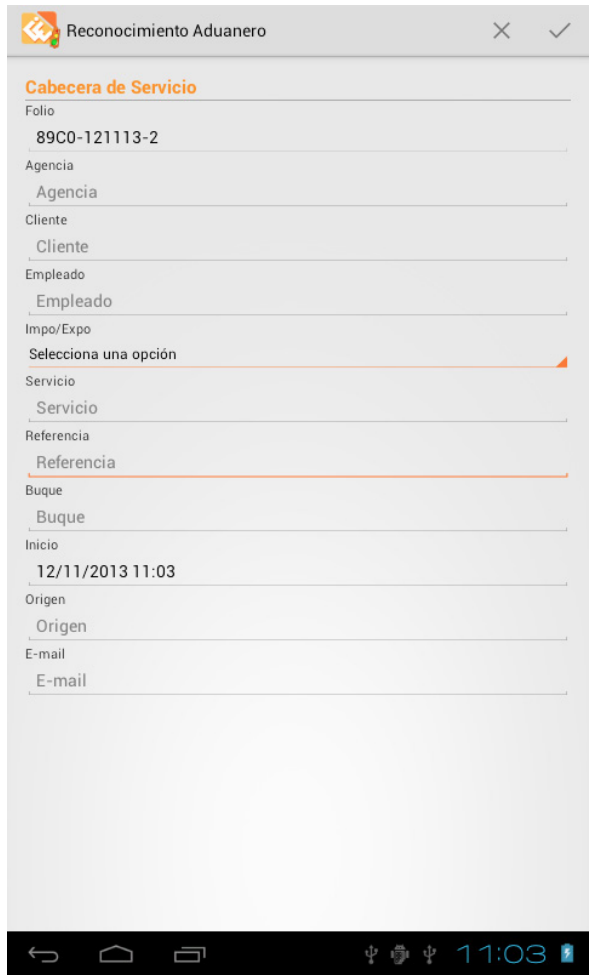 Reconocimiento Aduanero
Cabecera de Servicio
Folio
89C0-121113-2
Agencia
Agencia
Cliente
Cliente
Empleado
Empleado
Impo/Expo
Selecciona una opción
Servicio
Servicio
Referencia
Referencia
Buque
Buque
Inicio
12/11/2013 11:03
Origen
Origen
E-mail
E-mail
11:03